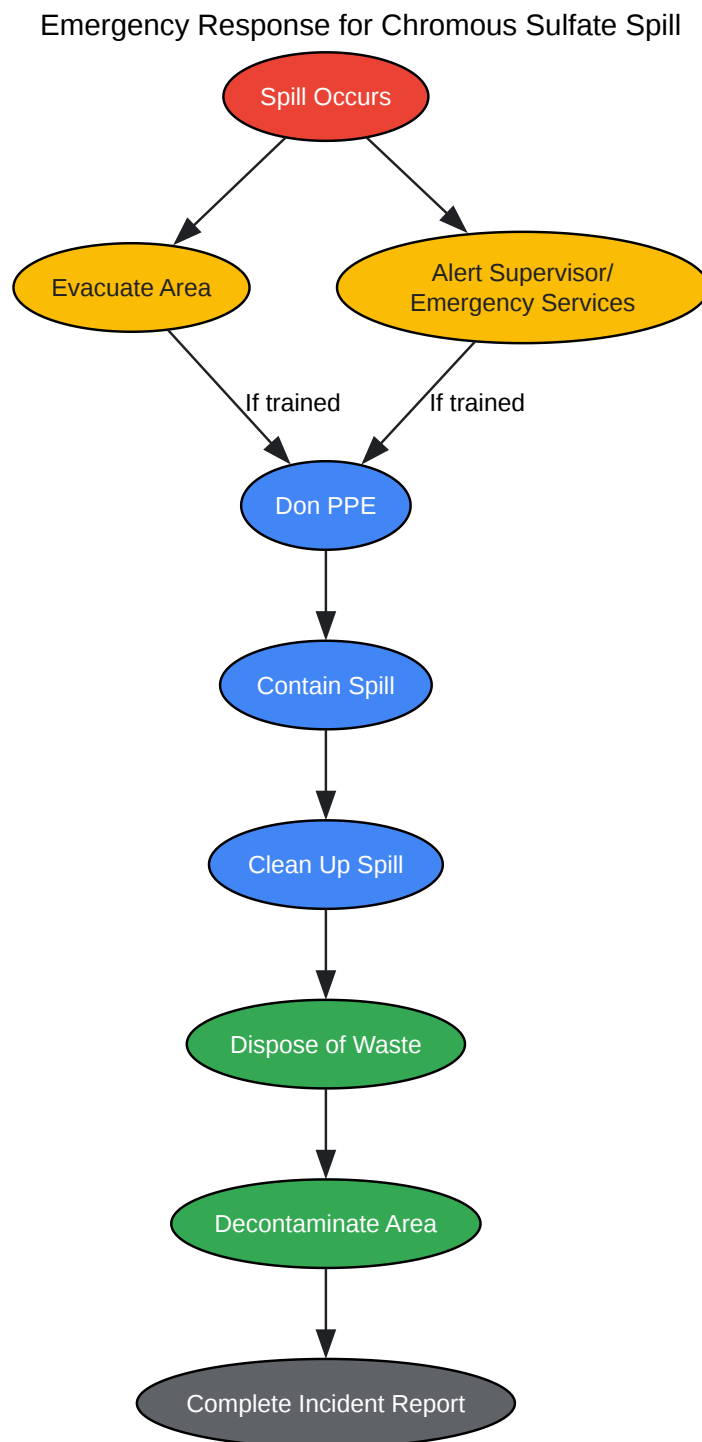 Emergency Response for Chromous Sulfate Spill
Spill Occurs
Evacuate Area
Alert Supervisor/
Emergency Services
If trained
If trained
Don PPE
Contain Spill
Clean Up Spill
Dispose of Waste
Decontaminate Area
Complete Incident Report